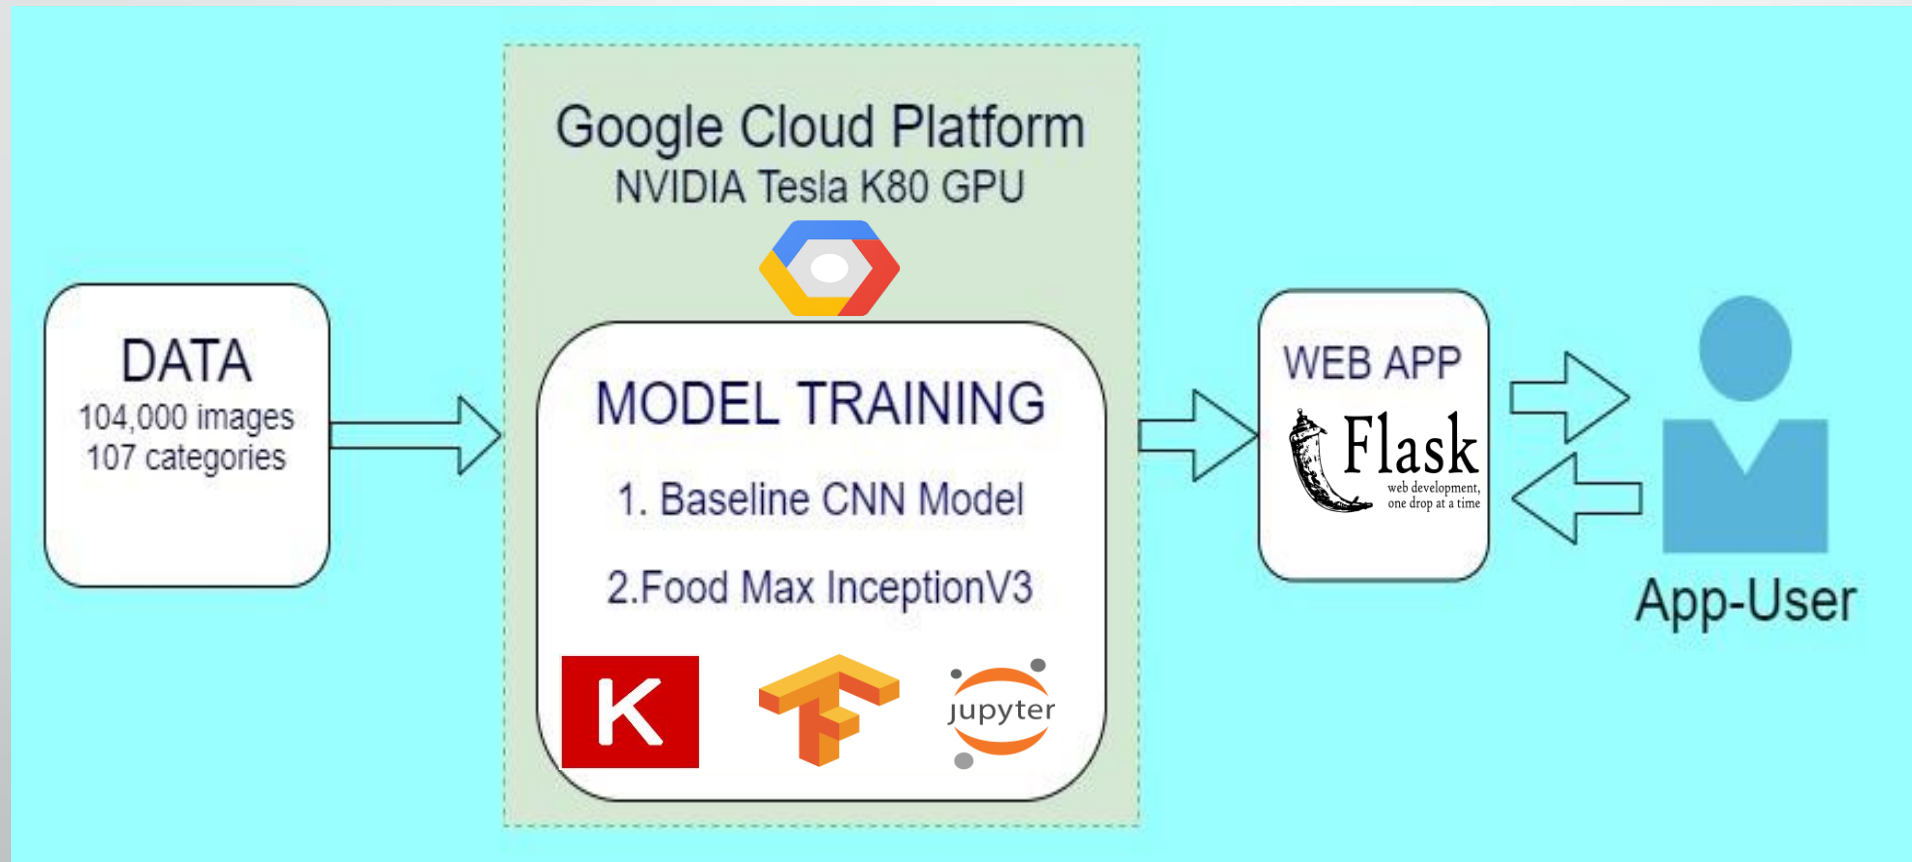 Google Cloud Platform
NVIDIA Tesla K80 GPU
DATA
104,000 images
107 categories
MODEL TRAINING
1. Baseline CNN Model
2.Food Max InceptionV3
K
jupyter
WEB APP
Flask
web development,
one drop at a time
App-User